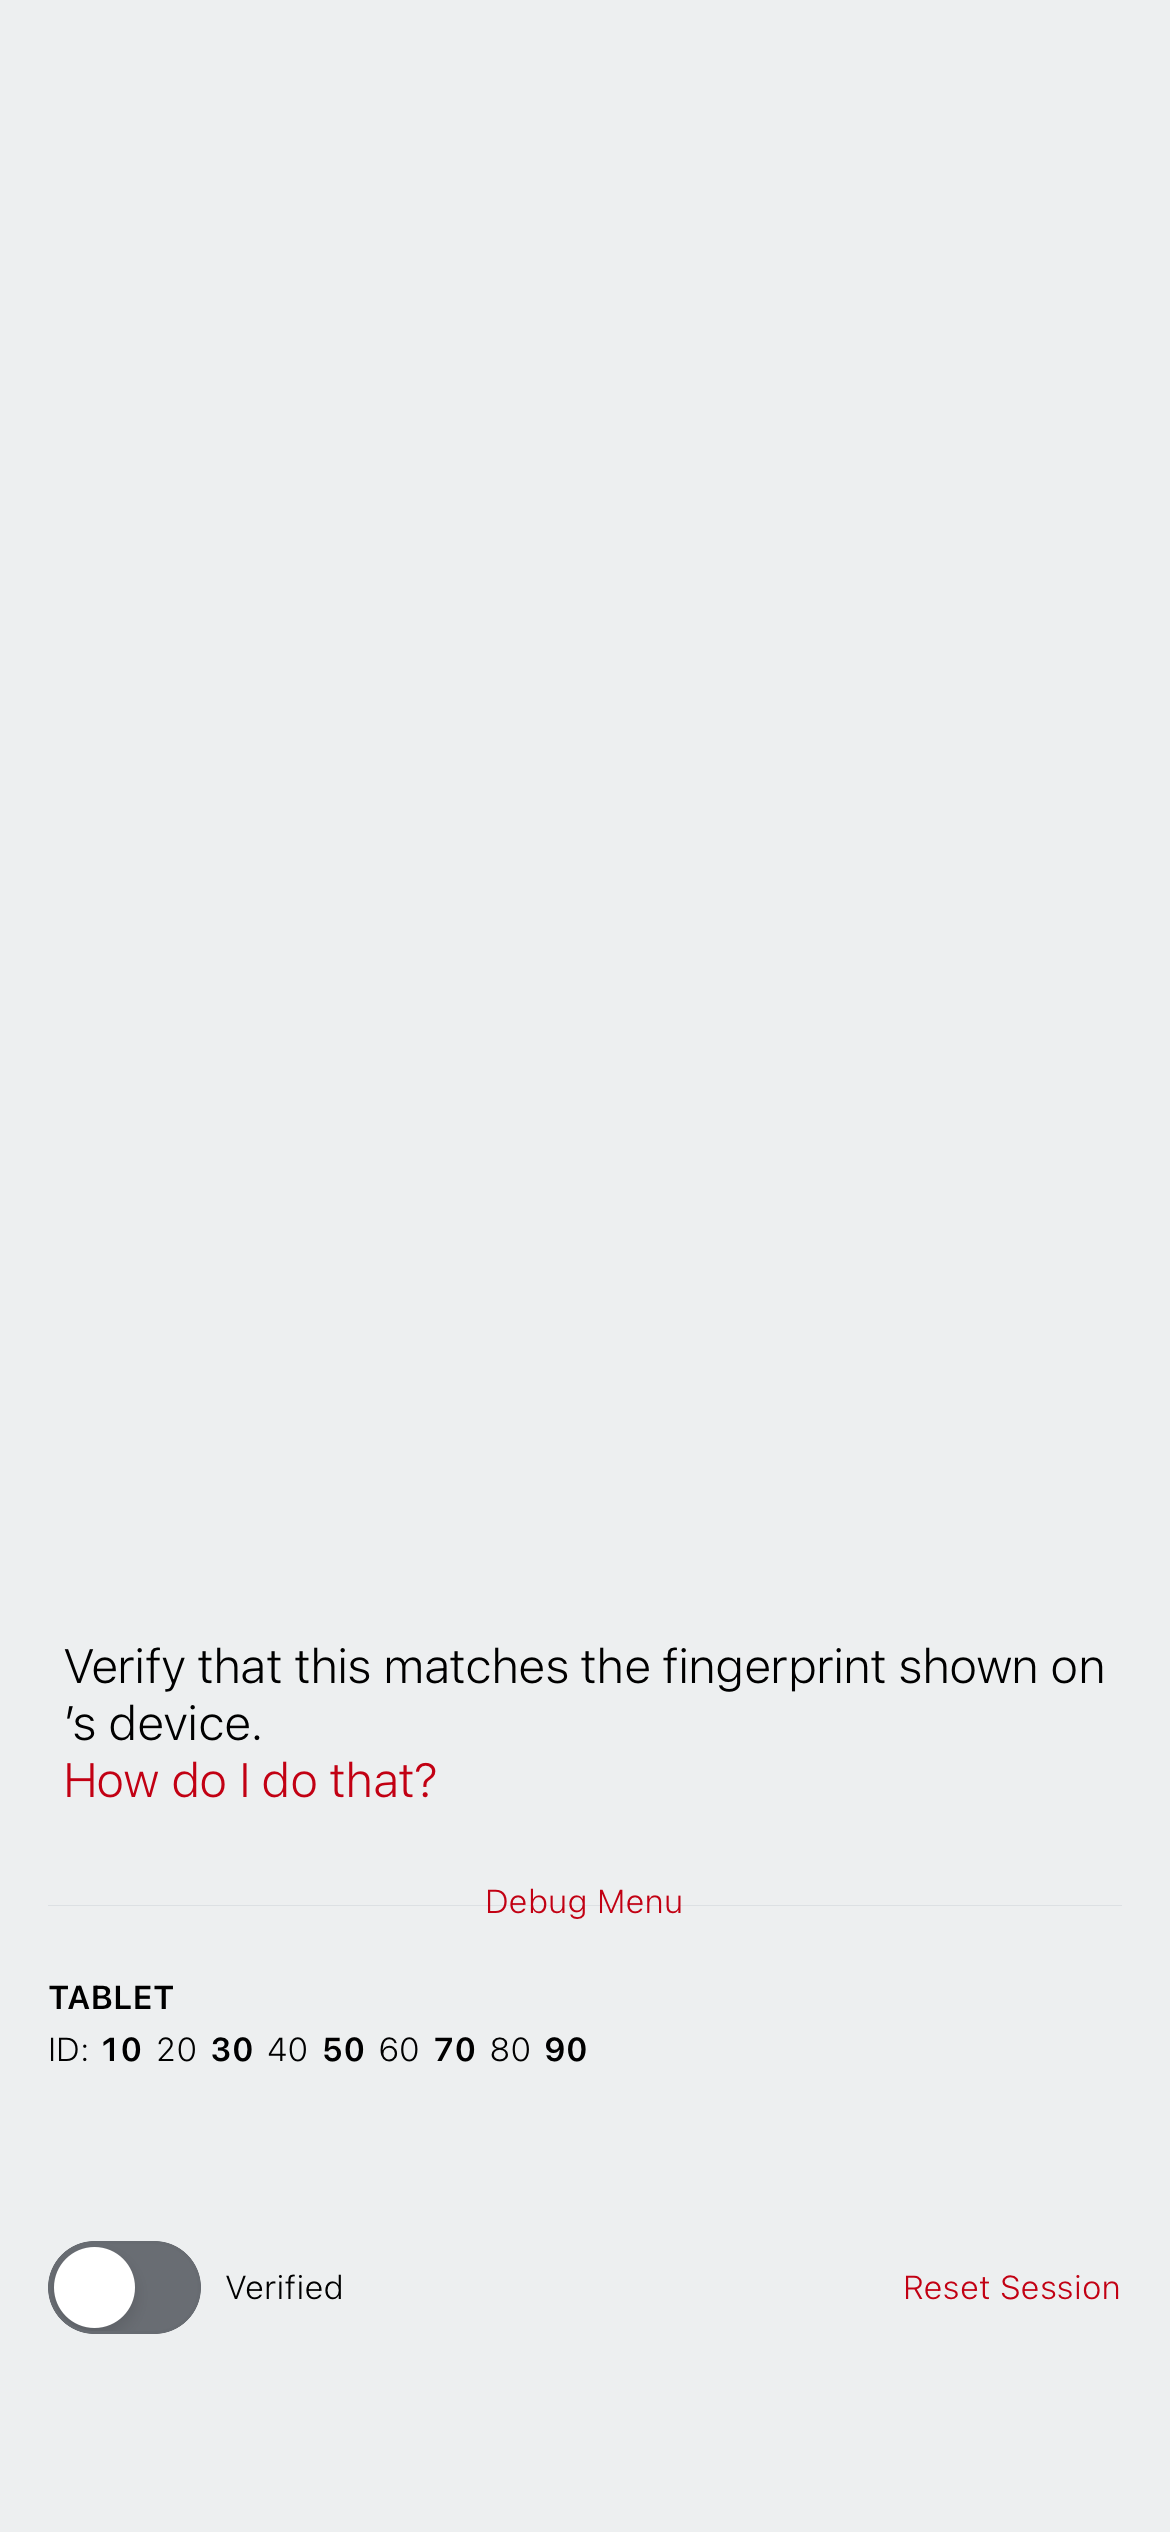 Verify that this matches the fingerprint shown on
’s device.
How do I do that?
Debug Menu
TABLET
ID: 10 20 30 40 50 60 70 80 90
Verified
Reset Session